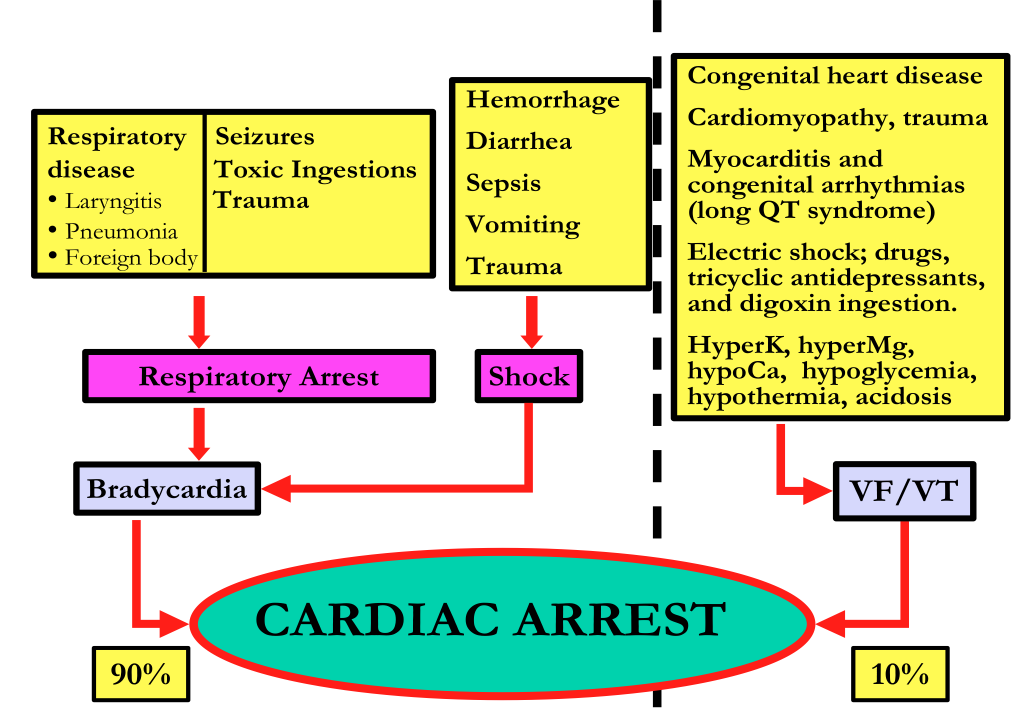 Respiratory
disease
• Laryngitis
• Pneumonia
• Foreign body
Seizures
Toxic Ingestions
Trauma
Hemorrhage
Diarrhea
Sepsis
Vomiting
Trauma
Congenital heart disease
Cardiomyopathy, trauma
Myocarditis and
congenital arrhythmias
(long QT syndrome)
Electric shock; drugs,
tricyclic antidepressants,
and digoxin ingestion.
HyperK, hyperMg,
hypoCa, hypoglycemia,
hypothermia, acidosis
Respiratory Arrest
Shock
Bradycardia
VF/VT
CARDIAC ARREST
90%
10%